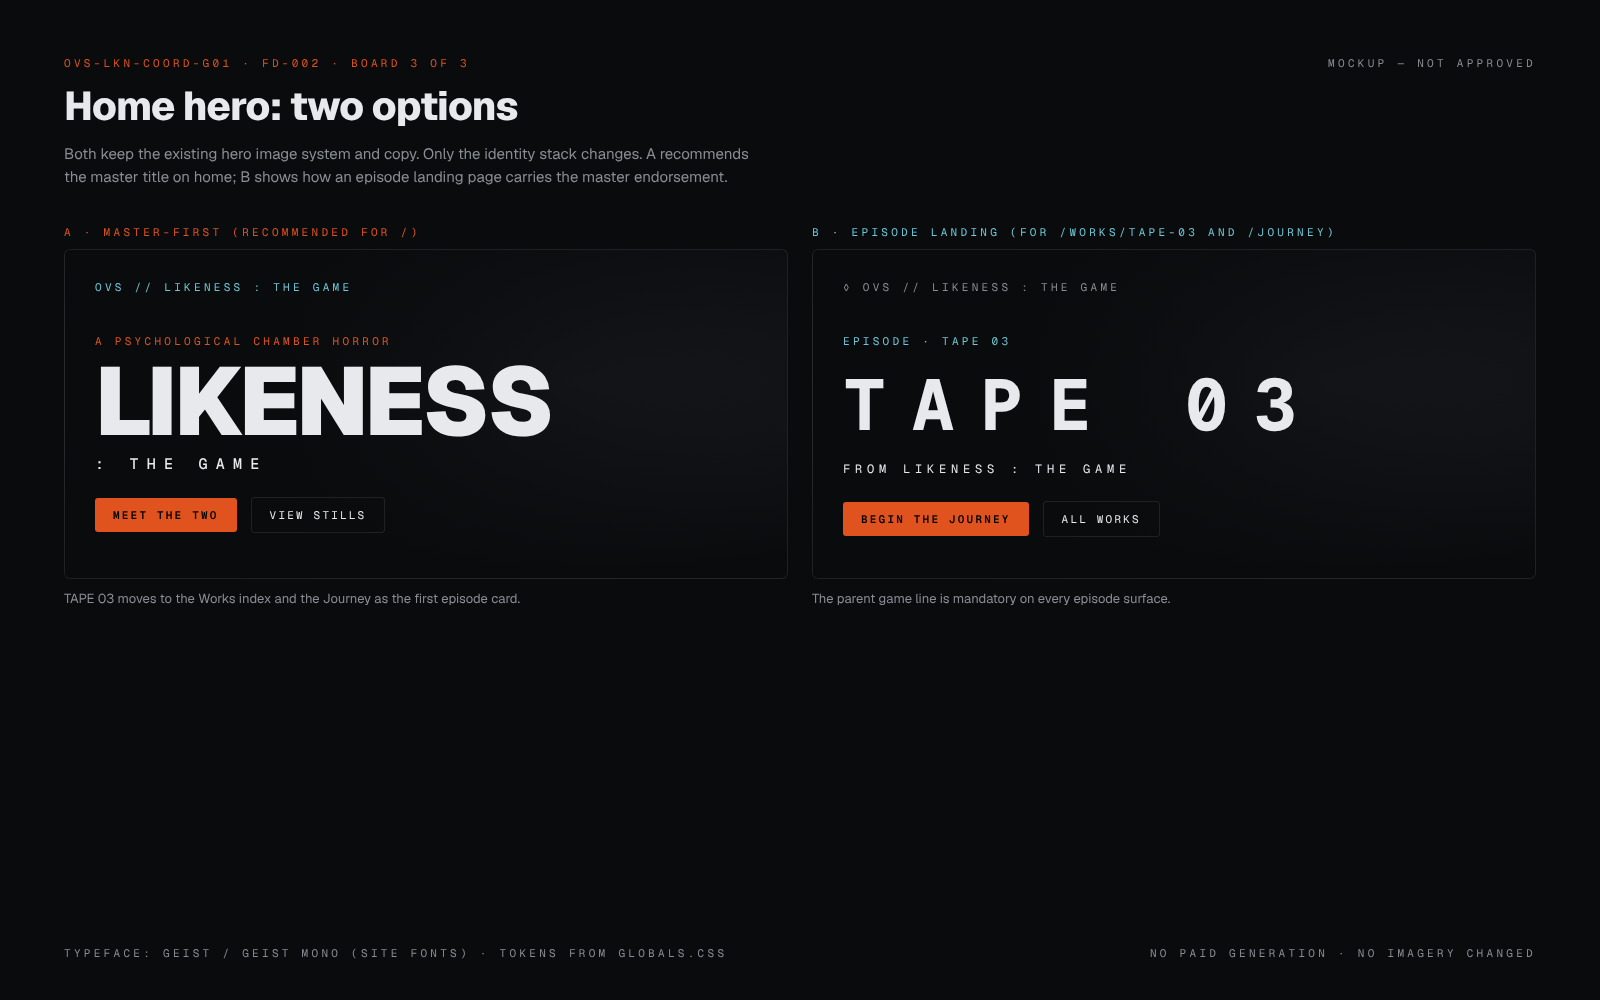 OVS-LKN-COORD-G01 · FD-002 · BOARD 3 OF 3
MOCKUP — NOT APPROVED
Home hero: two options
Both keep the existing hero image system and copy. Only the identity stack changes. A recommends
the master title on home; B shows how an episode landing page carries the master endorsement.
A · MASTER-FIRST (RECOMMENDED FOR /)
OVS // LIKENESS : THE GAME
A PSYCHOLOGICAL CHAMBER HORROR
LIKENESS
: THE GAME
MEET THE TWO
VIEW STILLS
TAPE 03 moves to the Works index and the Journey as the first episode card.
B · EPISODE LANDING (FOR /WORKS/TAPE-03 AND /JOURNEY)
◊ OVS // LIKENESS : THE GAME
EPISODE · TAPE 03
TAPE 03
FROM LIKENESS : THE GAME
BEGIN THE JOURNEY
ALL WORKS
The parent game line is mandatory on every episode surface.
TYPEFACE: GEIST / GEIST MONO (SITE FONTS) · TOKENS FROM GLOBALS.CSS
NO PAID GENERATION · NO IMAGERY CHANGED